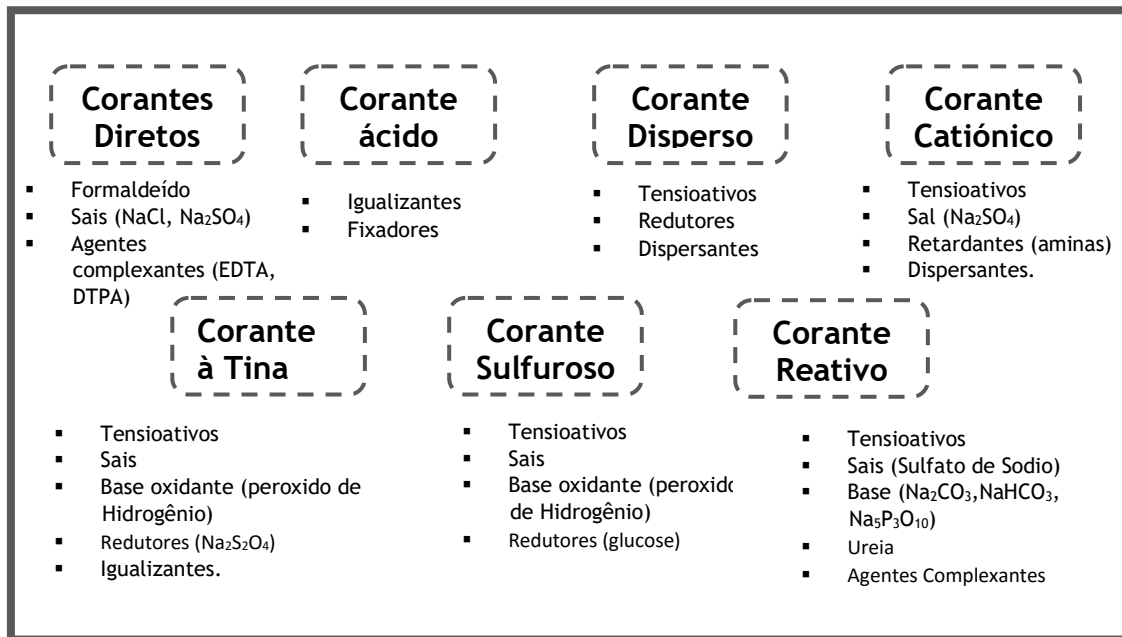 Corantes
Diretos
Formaldeído
Sais (NaCl, Na₂SO₄)
Agentes
complexantes (EDTA,
DTPA)
Corante
ácido
Igualizantes
Fixadores
Corante
Disperso
Tensioativos
Redutores
Dispersantes
Corante
Catiónico
Tensioativos
Sal (Na₂SO₄)
Retardantes (aminas)
Dispersantes.
Corante
à Tina
Tensioativos
Sais
Base oxidante (peroxido de
Hidrogênio)
Redutores (Na₂S₂O₄)
Igualizantes.
Corante
Sulfuroso
Tensioativos
Sais
Base oxidante (peroxido
de Hidrogênio)
Redutores (glucose)
Corante
Reativo
Tensioativos
Sais (Sulfato de Sodio)
Base (Na₂CO₃,NaHCO₃,
Na₅P₃O₁₀)
Ureia
Agentes Complexantes